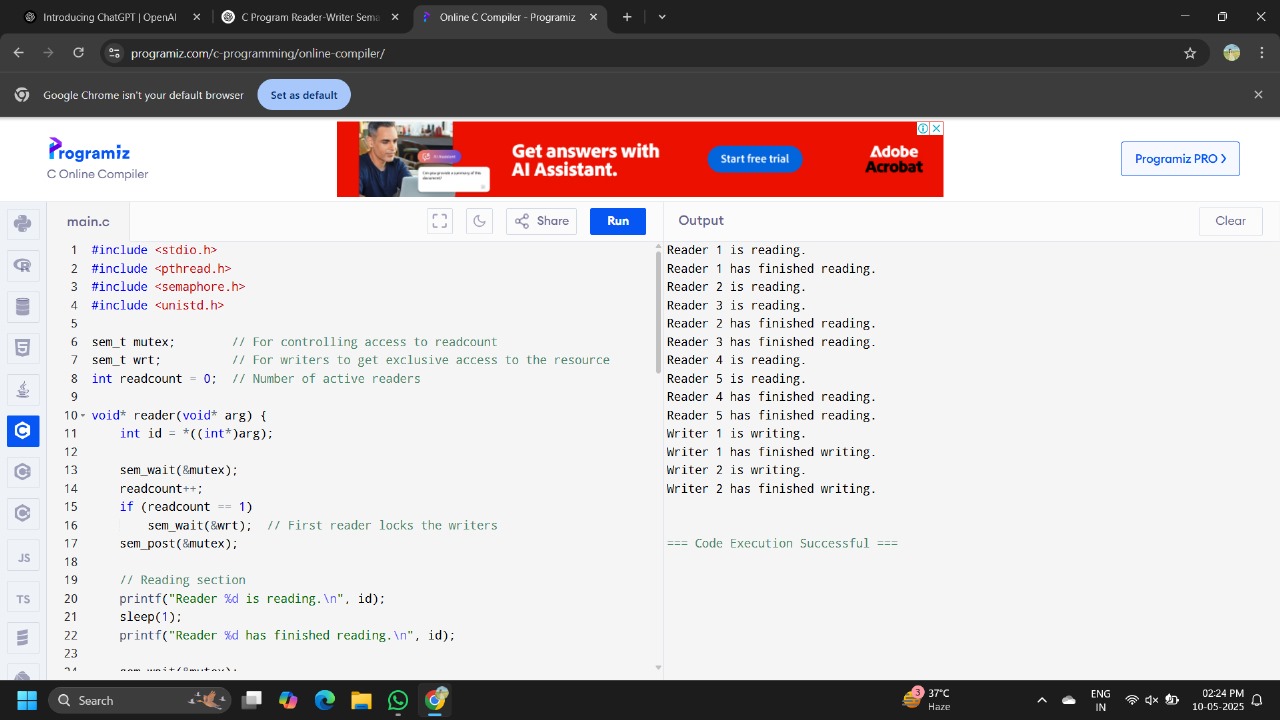 Introducing ChatGPT | OpenAI
C Program Reader-Writer Sema
Online C Compiler - Programiz
programiz.com/c-programming/online-compiler/
Google Chrome isn't your default browser
Set as default
Programiz
C Online Compiler
AI Assistant
Get answers with
AI Assistant.
Start free trial
Adobe
Acrobat
Programiz PRO >
main.c
Share
Run
Output
Clear
1 #include <stdio.h>
2 #include <pthread.h>
3 #include <semaphore.h>
4 #include <unistd.h>
5
6 sem_t mutex;        // For controlling access to readcount
7 sem_t wrt;          // For writers to get exclusive access to the resource
8 int readcount = 0;  // Number of active readers
9
10 void* reader(void* arg) {
11     int id = *((int*)arg);
12
13     sem_wait(&mutex);
14     readcount++;
15     if (readcount == 1)
16         sem_wait(&wrt);  // First reader locks the writers
17     sem_post(&mutex);
18
19     // Reading section
20     printf("Reader %d is reading.\n", id);
21     sleep(1);
22     printf("Reader %d has finished reading.\n", id);
23
24     sem_wait(&mutex);
JS
TS
Reader 1 is reading.
Reader 1 has finished reading.
Reader 2 is reading.
Reader 3 is reading.
Reader 2 has finished reading.
Reader 3 has finished reading.
Reader 4 is reading.
Reader 5 is reading.
Reader 4 has finished reading.
Reader 5 has finished reading.
Writer 1 is writing.
Writer 1 has finished writing.
Writer 2 is writing.
Writer 2 has finished writing.
=== Code Execution Successful ===
Search
3
37°C
Haze
ENG
IN
02:24 PM
10-05-2025